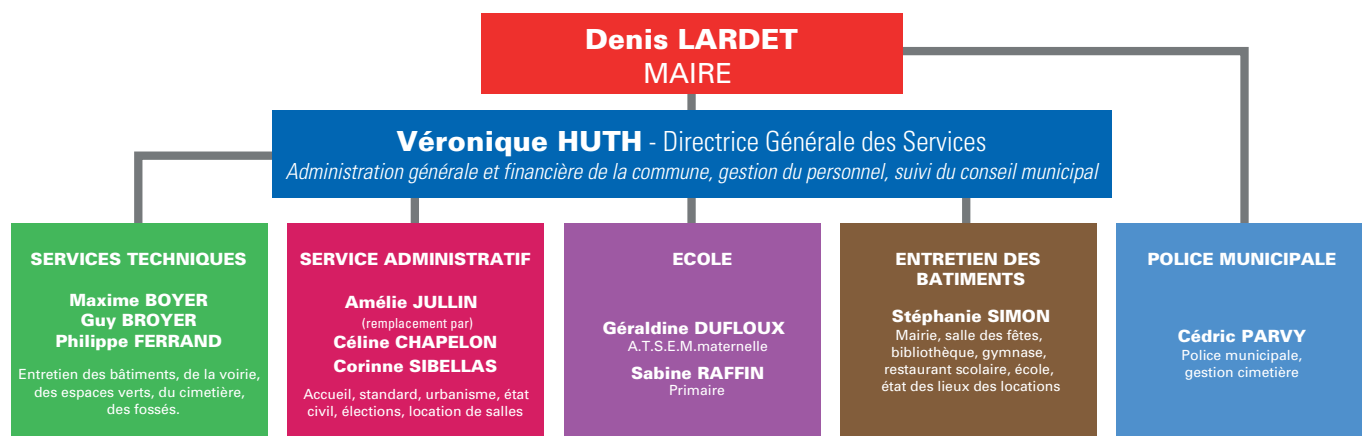 Denis LARDET
MAIRE
Véronique HUTH - Directrice Générale des Services
Administration générale et financière de la commune, gestion du personnel, suivi du conseil municipal
SERVICES TECHNIQUES
Maxime BOYER
Guy BROYER
Philippe FERRAND
Entretien des bâtiments, de la voirie,
des espaces verts, du cimetière,
des fossés.
SERVICE ADMINISTRATIF
Amélie JULLIN
(remplacement par)
Céline CHAPELON
Corinne SIBELLAS
Accueil, standard, urbanisme, état
civil, élections, location de salles
ECOLE
Géraldine DUFLOUX
A.T.S.E.M.maternelle
Sabine RAFFIN
Primaire
ENTRETIEN DES
BATIMENTS
Stéphanie SIMON
Mairie, salle des fêtes,
bibliothèque, gymnase,
restaurant scolaire, école,
état des lieux des locations
POLICE MUNICIPALE
Cédric PARVY
Police municipale,
gestion cimetière